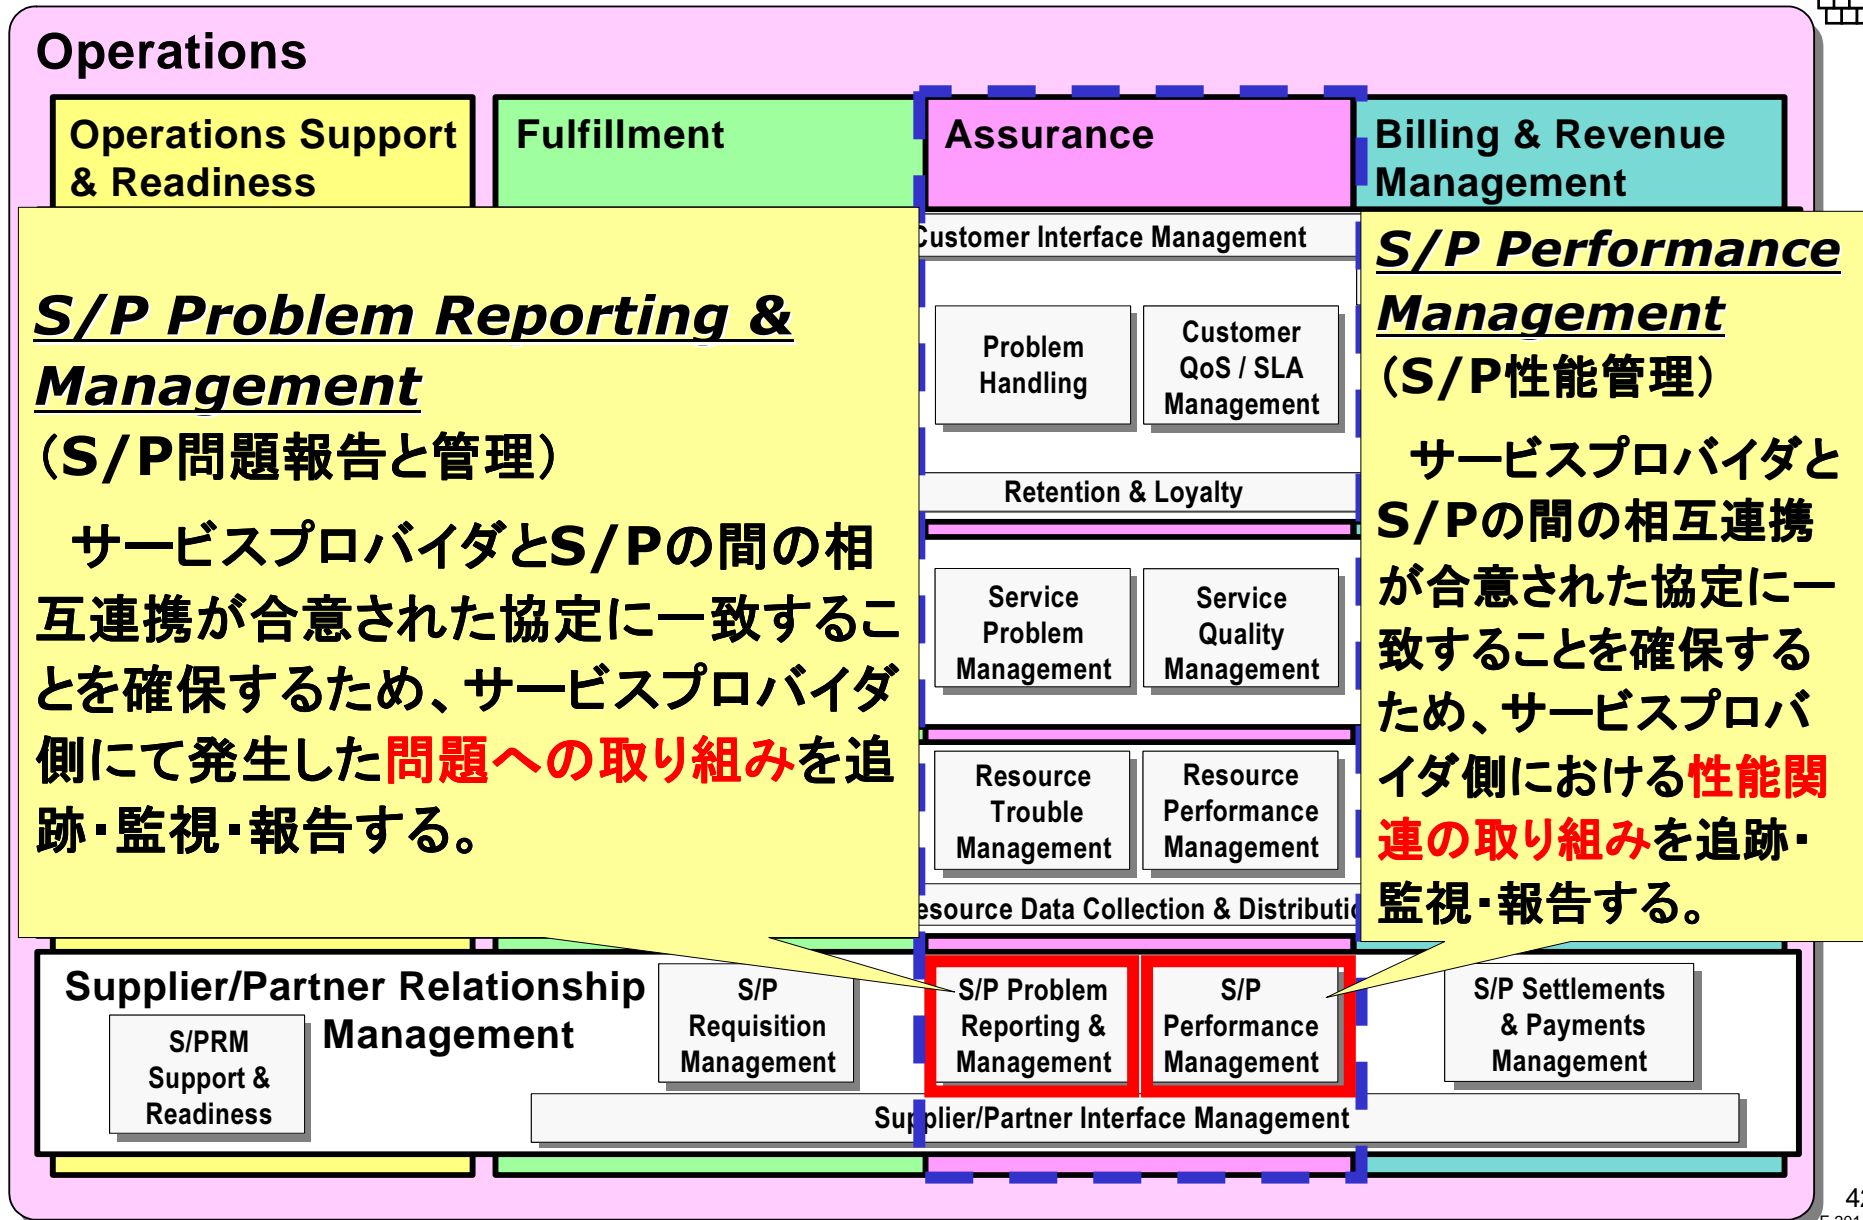 Operations
Operations Support
& Readiness
Fulfillment
Assurance
Billing & Revenue
Management
S/P Problem Reporting &
Management
（S/P問題報告と管理）
サービスプロバイダとS/Pの間の相
互連携が合意された協定に一致するこ
とを確保するため、サービスプロバイダ
側にて発生した問題への取り組みを追
跡・監視・報告する。
Customer Interface Management
Problem
Handling
Customer
QoS / SLA
Management
Retention & Loyalty
Service
Problem
Management
Service
Quality
Management
Resource
Trouble
Management
Resource
Performance
Management
esource Data Collection & Distributio
S/P Performance
Management
（S/P性能管理）
サービスプロバイダと
S/Pの間の相互連携
が合意された協定に一
致することを確保する
ため、サービスプロバ
イダ側における性能関
連の取り組みを追跡・
監視・報告する。
Supplier/Partner Relationship
Management
S/PRM
Support &
Readiness
S/P
Requisition
Management
S/P Problem
Reporting &
Management
S/P
Performance
Management
S/P Settlements
& Payments
Management
Supplier/Partner Interface Management